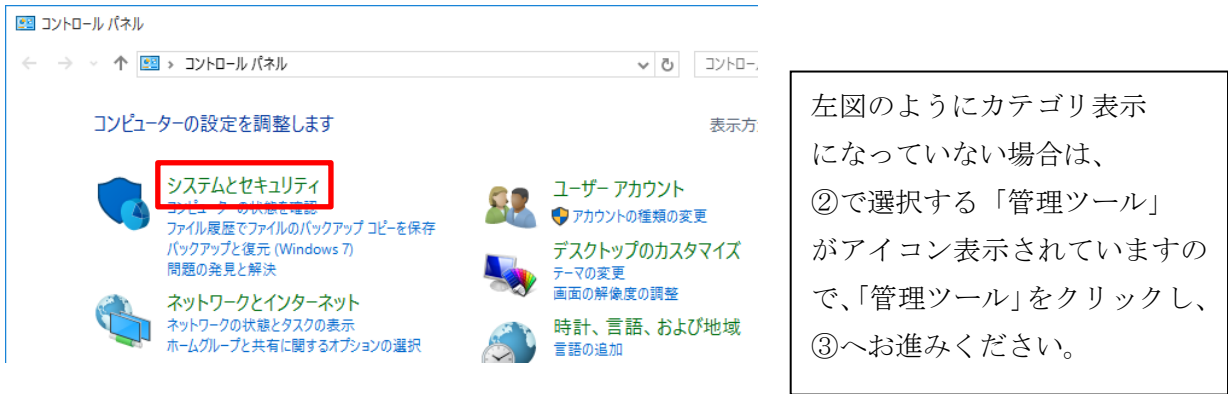 コントロール パネル
コントロール パネル
コントロー
コンピューターの設定を調整します
表示方
システムとセキュリティ
コンピューターの状態を確認
ファイル履歴でファイルのバックアップ コピーを保存
バックアップと復元 (Windows 7)
問題の発見と解決
ネットワークとインターネット
ネットワークの状態とタスクの表示
ホームグループと共有に関するオプションの選択
ユーザー アカウント
アカウントの種類の変更
デスクトップのカスタマイズ
テーマの変更
画面の解像度の調整
時計、言語、および地域
言語の追加
左図のようにカテゴリ表示
になっていない場合は、
②で選択する「管理ツール」
がアイコン表示されていますの
で、「管理ツール」をクリックし、
③へお進みください。